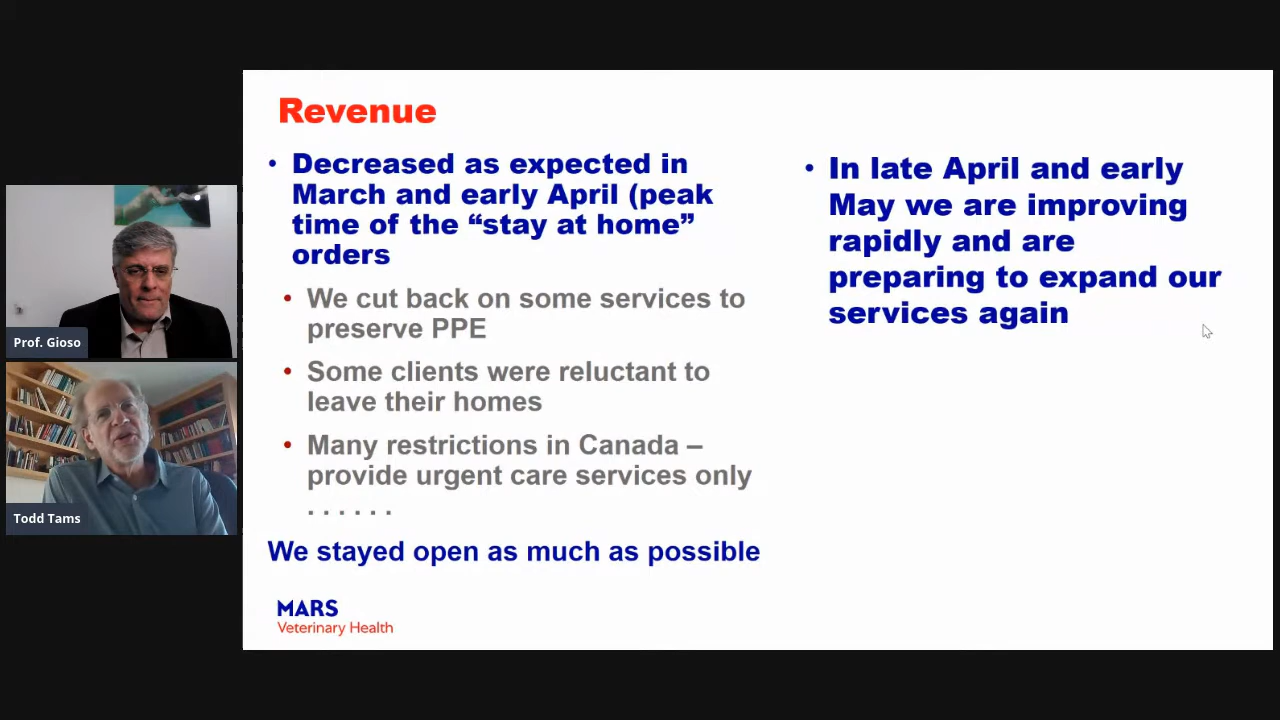 Revenue
• Decreased as expected in
March and early April (peak
time of the “stay at home”
orders
• We cut back on some services to
preserve PPE
• Some clients were reluctant to
leave their homes
• Many restrictions in Canada –
provide urgent care services only
. . . . . .
We stayed open as much as possible
• In late April and early
May we are improving
rapidly and are
preparing to expand our
services again
MARS
Veterinary Health
Prof. Gioso
Todd Tams